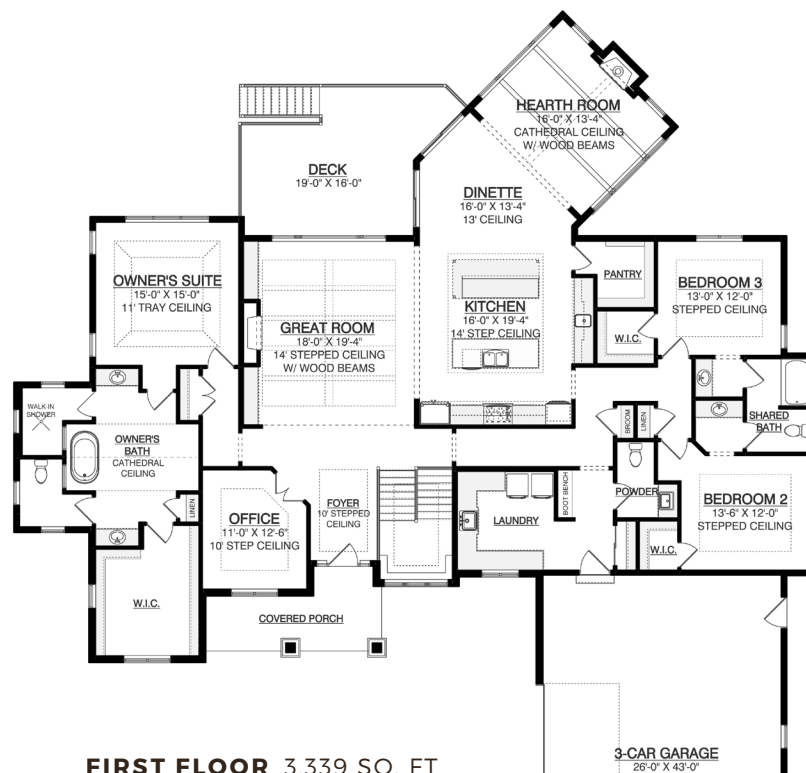 HEARTH ROOM
16'-0" X 13'-4"
CATHEDRAL CEILING
W/ WOOD BEAMS
DECK
19'-0" X 16'-0"
DINETTE
16'-0" X 13'-4"
13' CEILING
OWNER'S SUITE
15'-0" X 15'-0"
11' TRAY CEILING
GREAT ROOM
18'-0" X 19'-4"
14' STEPPED CEILING
W/ WOOD BEAMS
KITCHEN
16'-0" X 19'-4"
14' STEP CEILING
PANTRY
W.I.C.
BEDROOM 3
13'-0" X 12'-0"
STEPPED CEILING
WALK-IN
SHOWER
OWNER'S
BATH
CATHEDRAL
CEILING
LINEN
OFFICE
11'-0" X 12'-6"
10' STEP CEILING
FOYER
10' STEPPED
CEILING
LAUNDRY
BOOT BENCH
BROOM
LINEN
POWDER
SHARED
BATH
BEDROOM 2
13'-6" X 12'-0"
STEPPED CEILING
W.I.C.
W.I.C.
COVERED PORCH
3-CAR GARAGE
26'-0" X 43'-0"
FIRST FLOOR 3,339 SQ. FT.